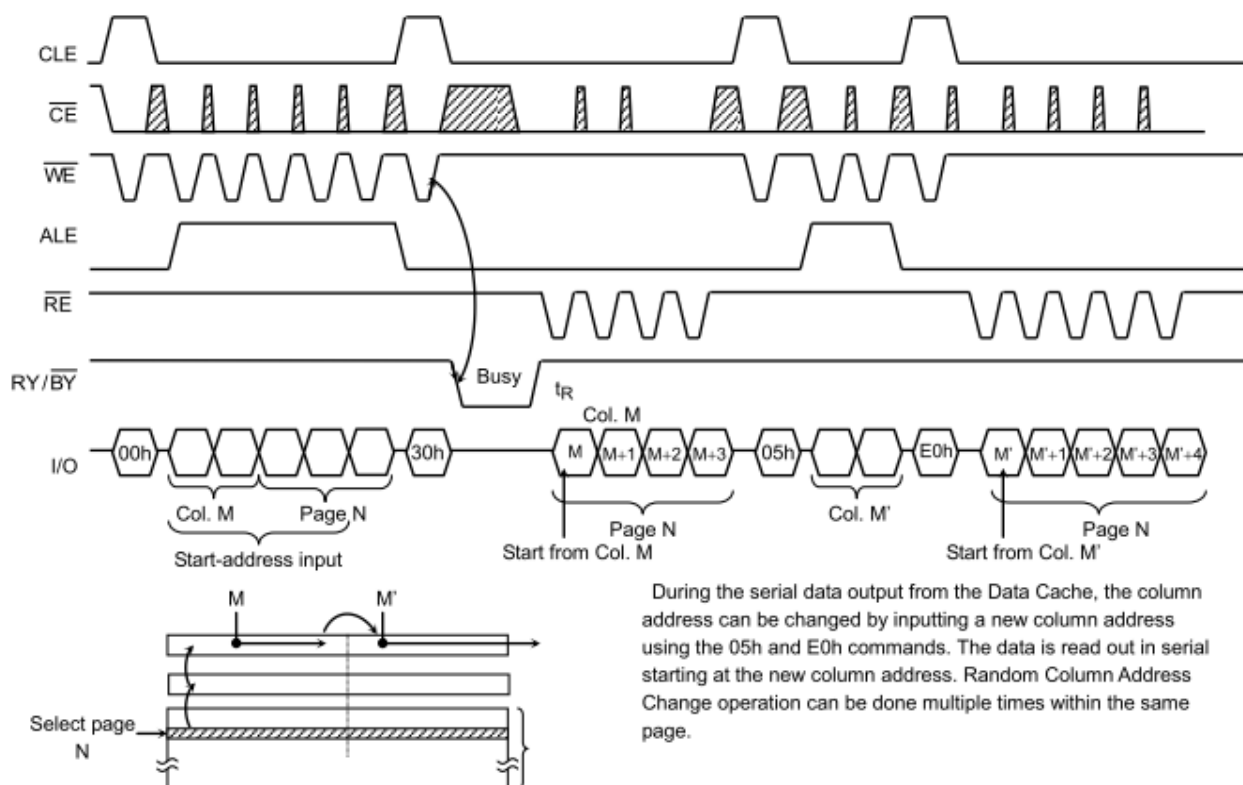 CLE
CE
WE
ALE
RE
RY/BY
Busy
tR
Col. M
I/O
00h
30h
M
M+1
M+2
M+3
05h
E0h
M'
M'+1
M'+2
M'+3
M'+4
Col. M
Page N
Page N
Col. M'
Page N
Start-address input
Start from Col. M
Start from Col. M'
M
M'
Select page
N
During the serial data output from the Data Cache, the column
address can be changed by inputting a new column address
using the 05h and E0h commands. The data is read out in serial
starting at the new column address. Random Column Address
Change operation can be done multiple times within the same
page.